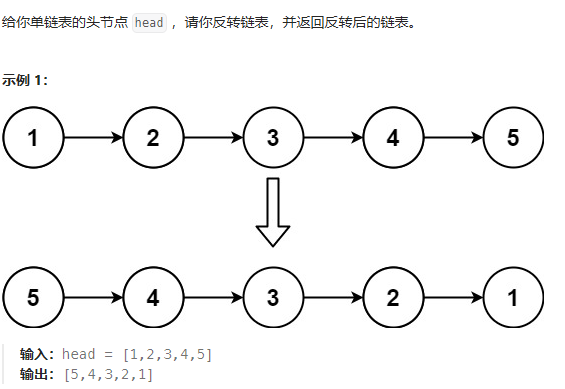 给你单链表的头节点 head ，请你反转链表，并返回反转后的链表。
示例 1：
1 2 3 4 5
5 4 3 2 1
输入：head = [1,2,3,4,5]
输出：[5,4,3,2,1]